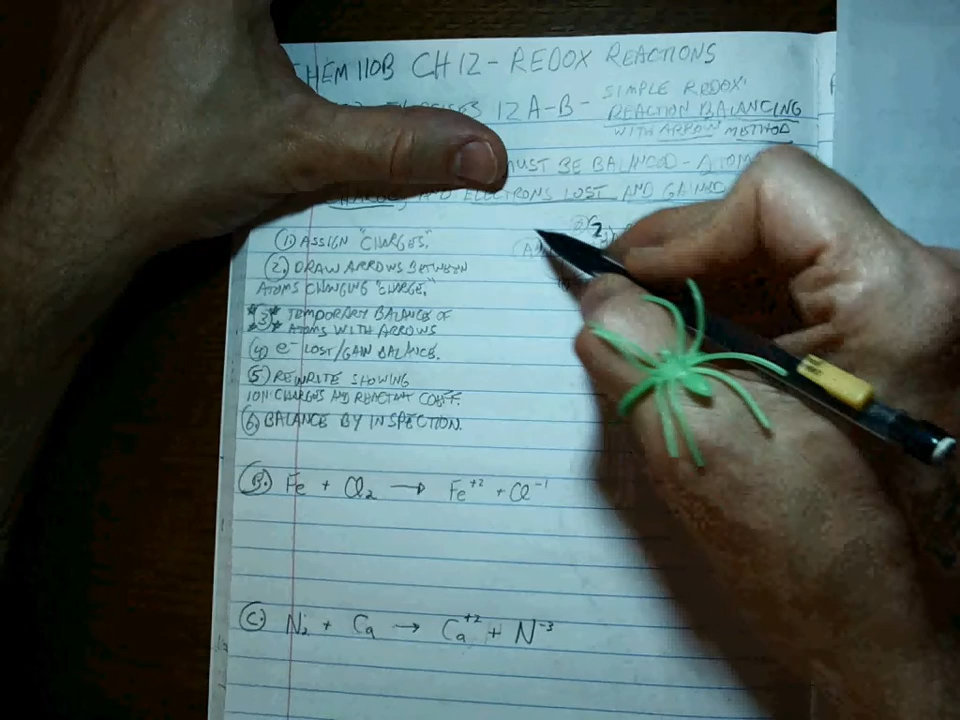 HEM 110B CH 12 - REDOX REACTIONS
12 A-B - SIMPLE REDOX
REACTION BALANCING
WITH ARROW METHOD
MUST BE BALANCED - ATOM
AND ELECTRONS LOST AND GAINED
① ASSIGN "CHARGES."
② DRAW ARROWS BETWEEN
ATOMS CHANGING "CHARGE."
*③* TEMPORARY BALANCE OF
ATOMS WITH ARROWS
④ e⁻ LOST/GAIN BALANCE.
⑤ REWRITE SHOWING
ION CHARGES AND REACTANT COEFF.
⑥ BALANCE BY INSPECTION.
Ⓑ Fe + Cl₂ → Fe⁺² + Cl⁻¹
Ⓒ N₂ + Ca → Ca⁺² + N⁻³